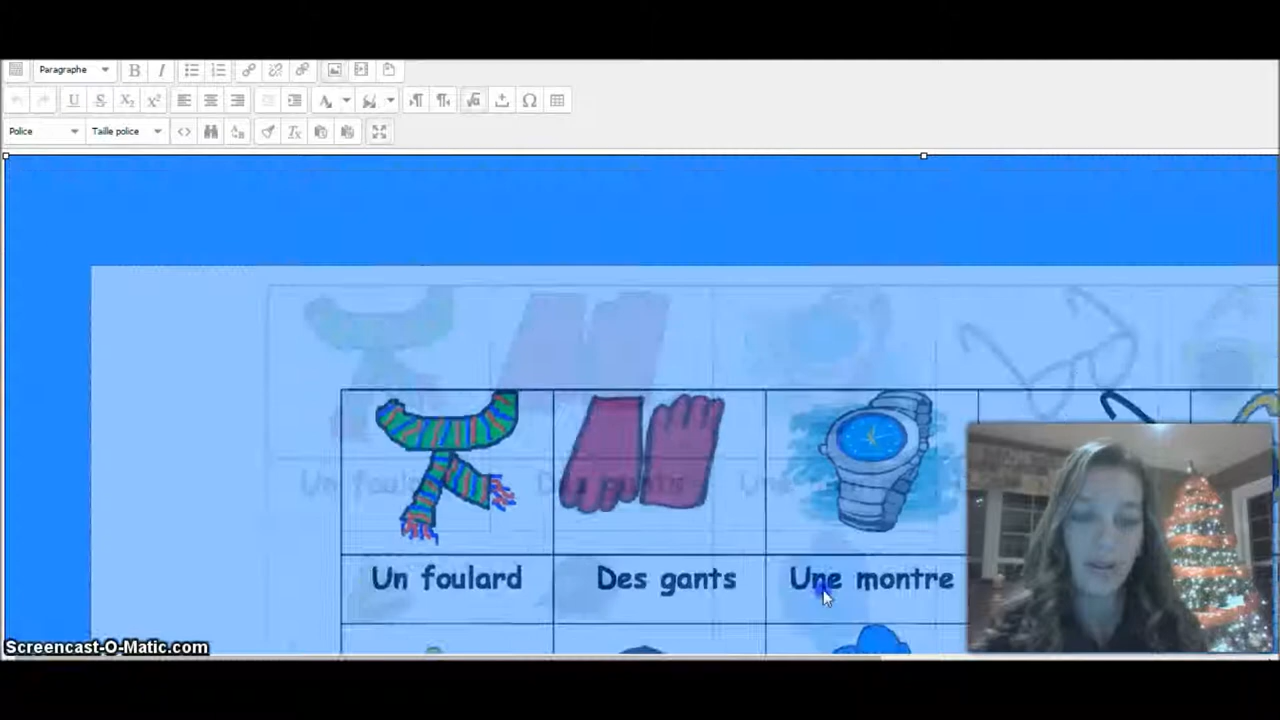 Paragraphe
Police Taille police
Un foulard Des gants Une montre
Screencast-O-Matic.com